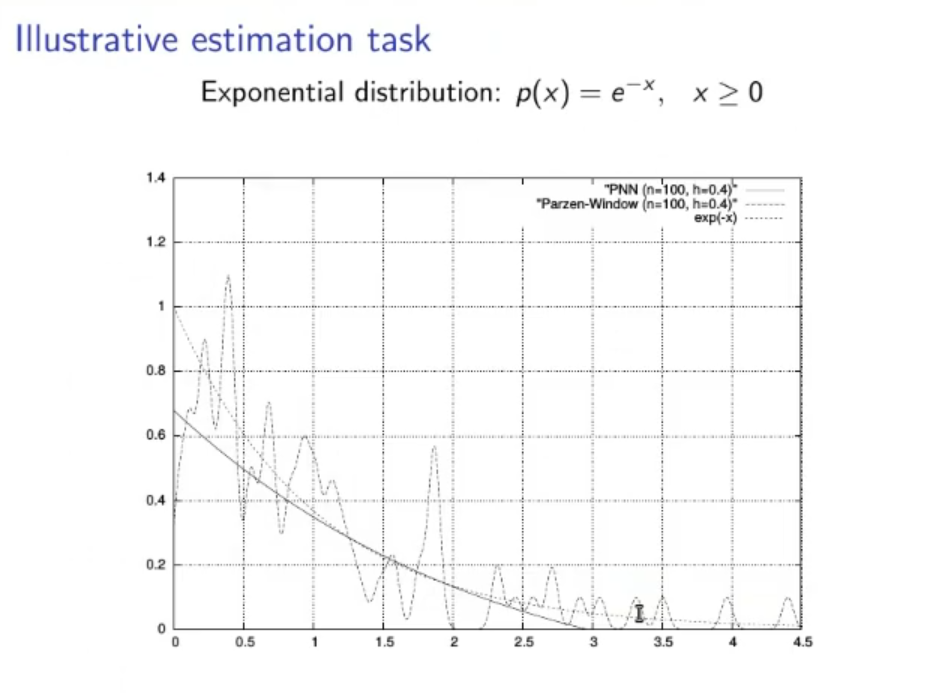 Illustrative estimation task
Exponential distribution: p(x) = e^{-x}, x ≥ 0
1.4
"PNN (n=100, h=0.4)"
"Parzen-Window (n=100, h=0.4)"
exp(-x)
1.2
1
0.8
0.6
0.4
0.2
0
0 0.5 1 1.5 2 2.5 3 3.5 4 4.5